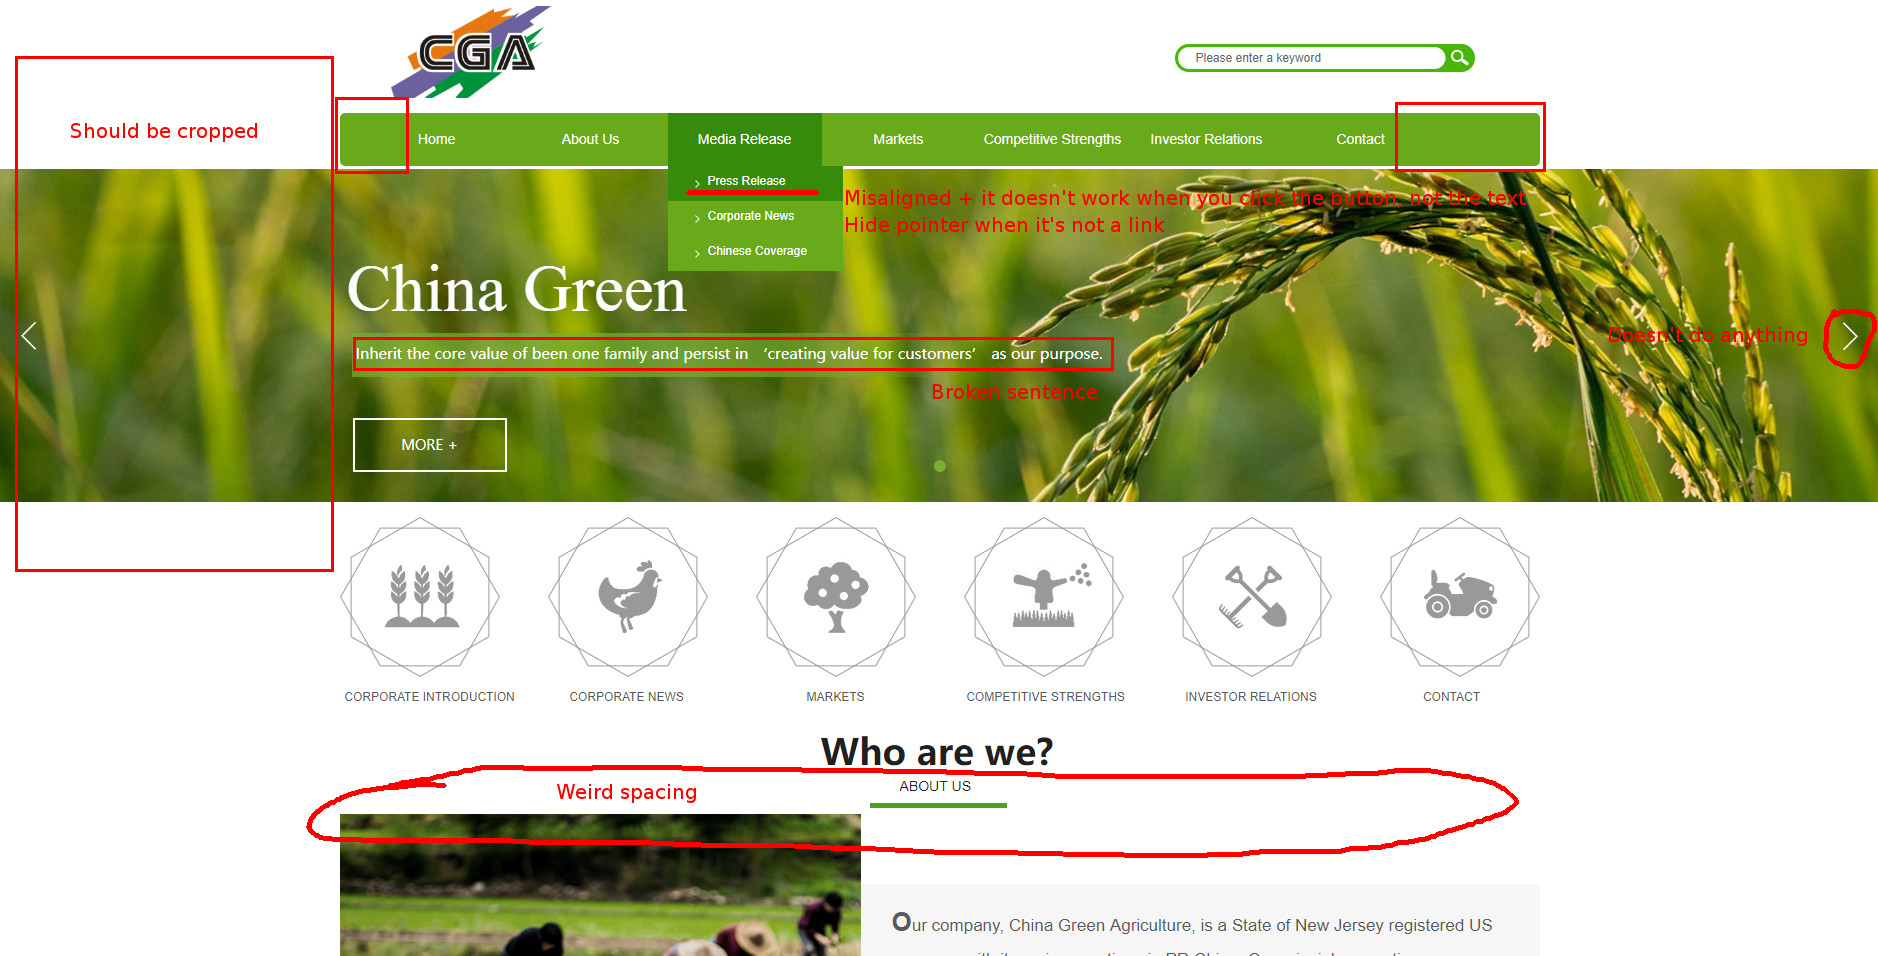 CGA
Please enter a keyword
Should be cropped
Home About Us Media Release Markets Competitive Strengths Investor Relations Contact
Press Release
Misaligned + it doesn't work when you click the button, not the text
Corporate News
Hide pointer when it's not a link
Chinese Coverage
China Green
Doesn't do anything
Inherit the core value of been one family and persist in ‘creating value for customers’ as our purpose.
Broken sentence
MORE +
CORPORATE INTRODUCTION CORPORATE NEWS MARKETS COMPETITIVE STRENGTHS INVESTOR RELATIONS CONTACT
Who are we?
ABOUT US
Weird spacing
Our company, China Green Agriculture, is a State of New Jersey registered US